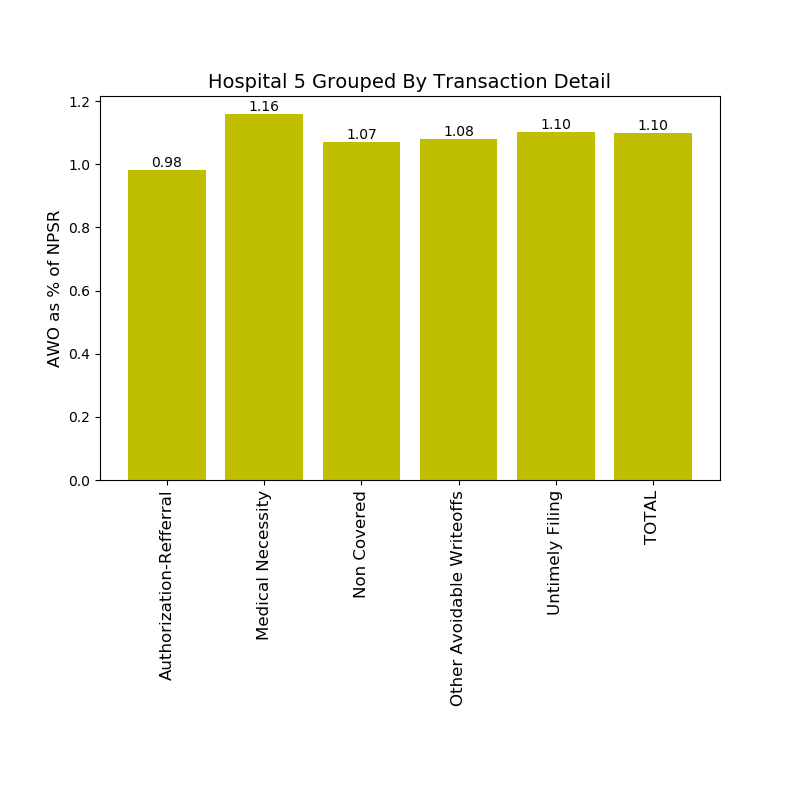 Hospital 5 Grouped By Transaction Detail
AWO as % of NPSR
1.2
1.0
0.8
0.6
0.4
0.2
0.0
0.98
1.16
1.07
1.08
1.10
1.10
Authorization-Refferral
Medical Necessity
Non Covered
Other Avoidable Writeoffs
Untimely Filing
TOTAL